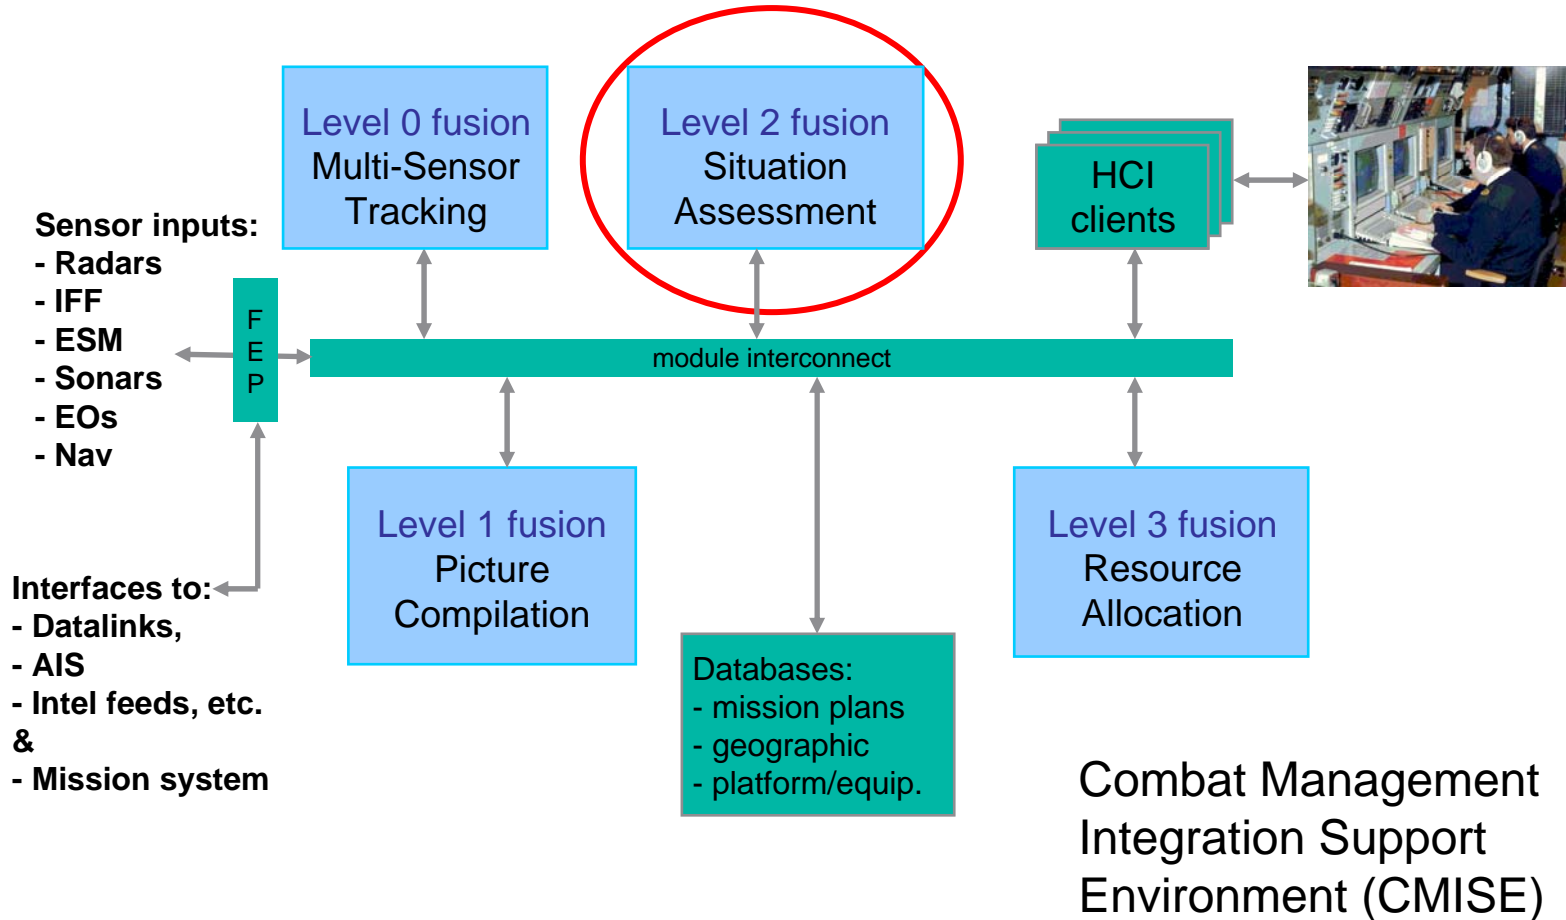 Level 0 fusion
Multi-Sensor
Tracking
Level 2 fusion
Situation
Assessment
HCI
clients
Sensor inputs:
- Radars
- IFF
- ESM
- Sonars
- EOs
- Nav
F
E
P
module interconnect
Level 1 fusion
Picture
Compilation
Level 3 fusion
Resource
Allocation
Interfaces to:
- Datalinks,
- AIS
- Intel feeds, etc.
&
- Mission system
Databases:
- mission plans
- geographic
- platform/equip.
Combat Management
Integration Support
Environment (CMISE)